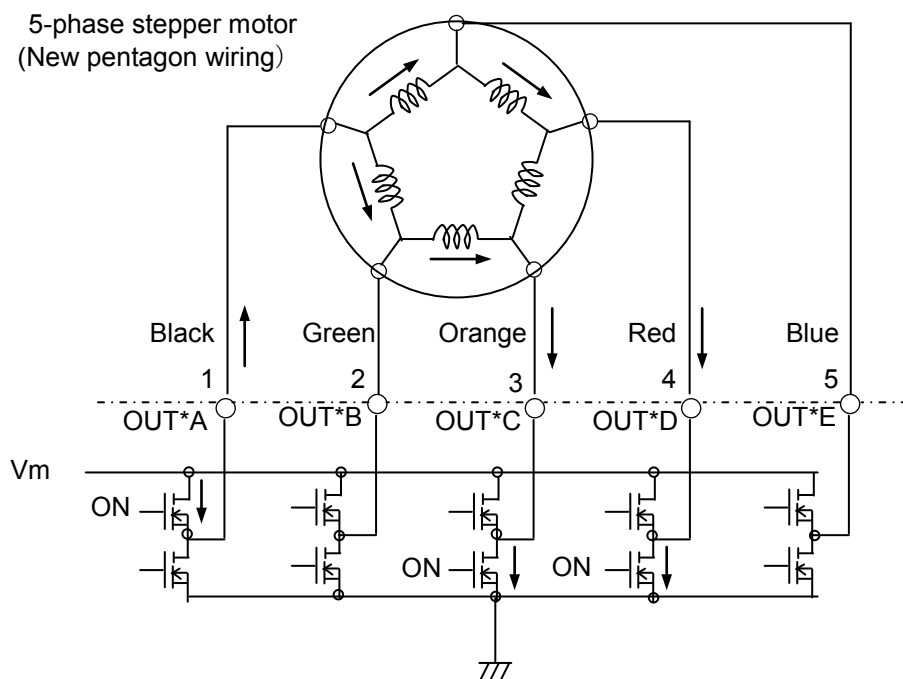 5-phase stepper motor
(New pentagon wiring）
Black Green Orange Red Blue
1 2 3 4 5
OUT*A OUT*B OUT*C OUT*D OUT*E
Vm
ON
ON ON